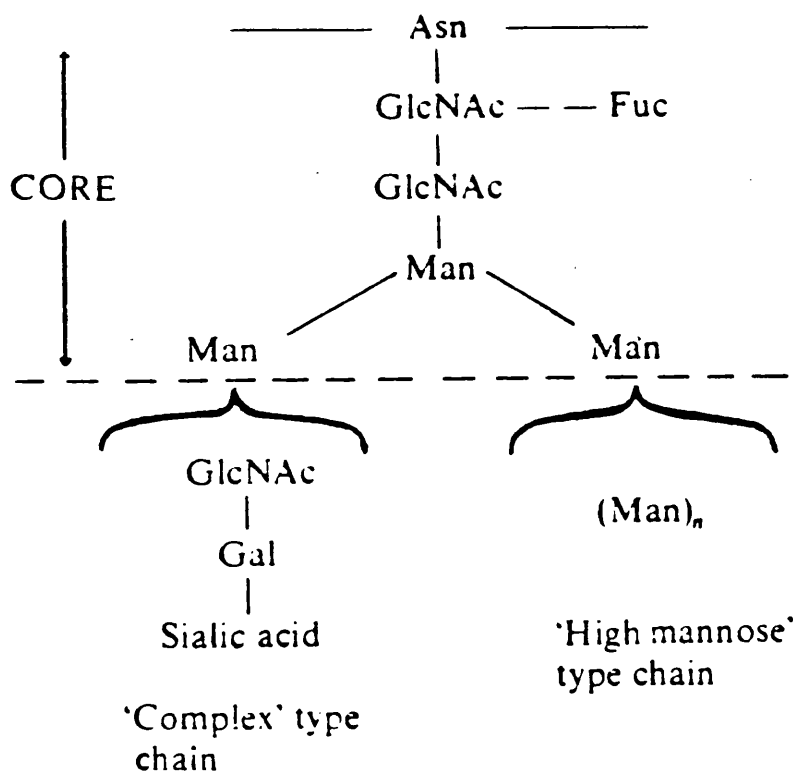 Asn
GlcNAc — — Fuc
CORE
GlcNAc
Man
Man
Man
GlcNAc
(Man)n
Gal
Sialic acid
'High mannose'
type chain
'Complex' type
chain